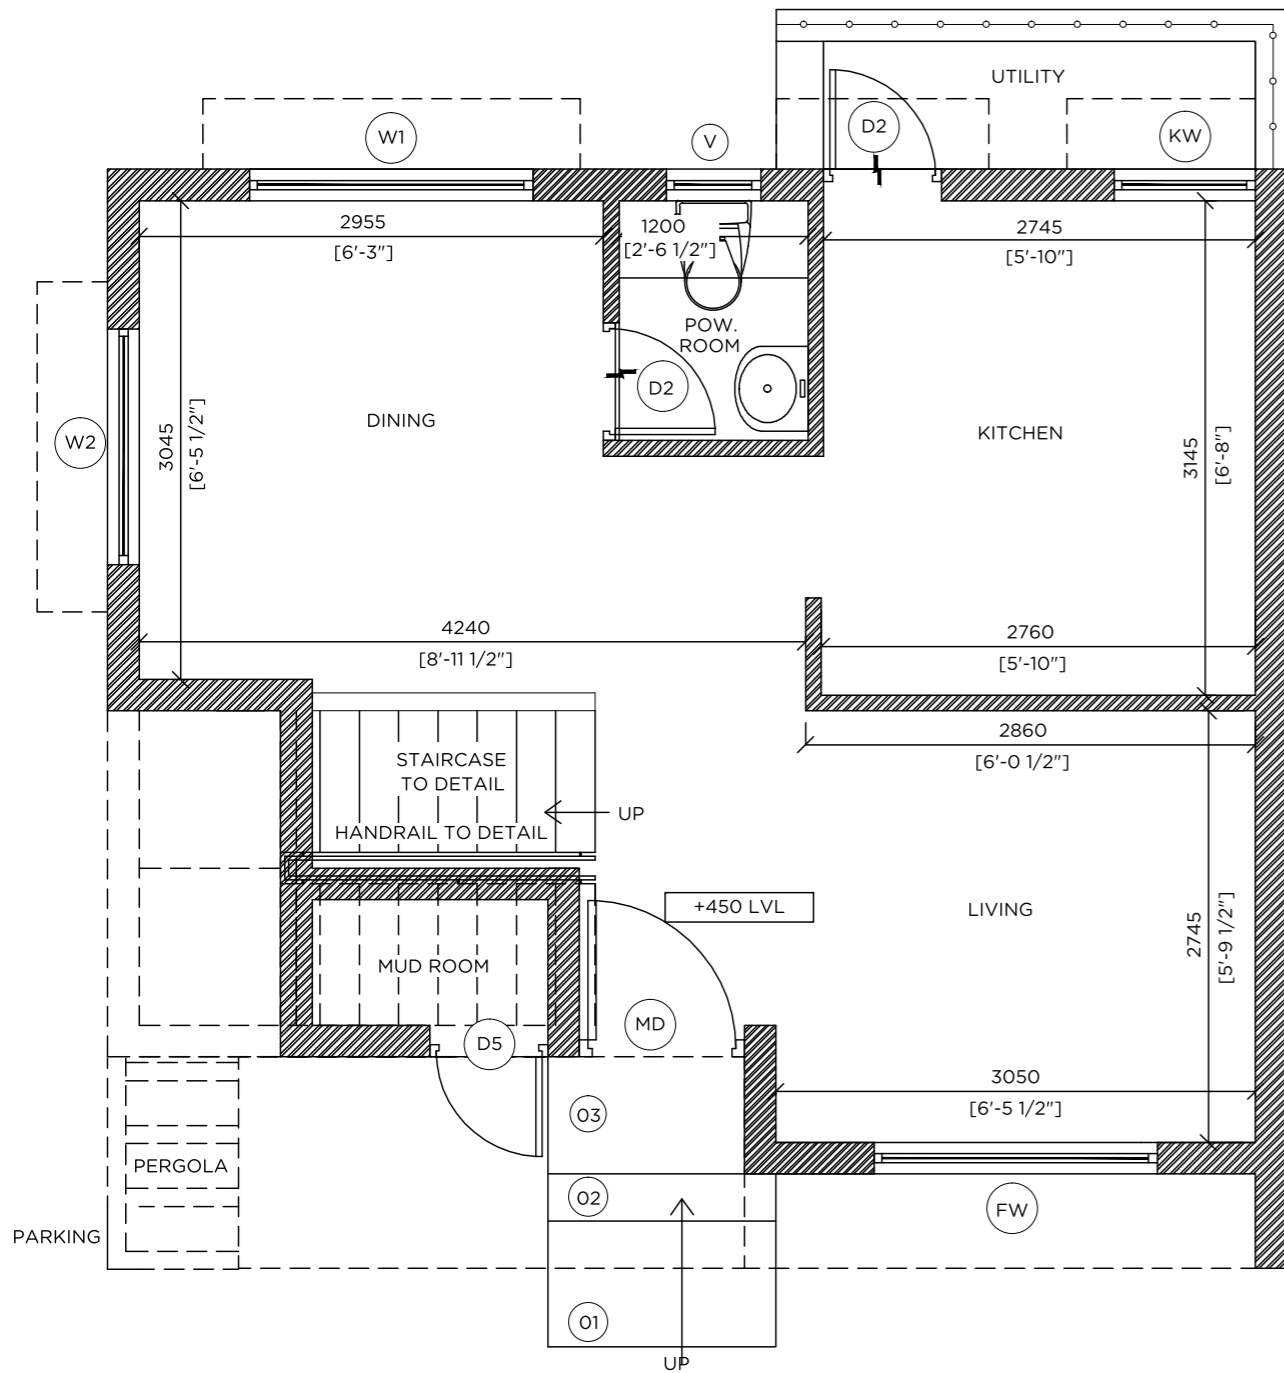 UTILITY
W1
V
D2
KW
2955
[6'-3"]
1200
[2'-6 1/2"]
2745
[5'-10"]
POW.
ROOM
D2
W2
3045
[6'-5 1/2"]
DINING
KITCHEN
3145
[6'-8"]
4240
[8'-11 1/2"]
2760
[5'-10"]
2860
[6'-0 1/2"]
STAIRCASE
TO DETAIL
UP
HANDRAIL TO DETAIL
+450 LVL
LIVING
2745
[5'-9 1/2"]
MUD ROOM
D5
MD
3050
[6'-5 1/2"]
03
PERGOLA
02
FW
PARKING
01
UP